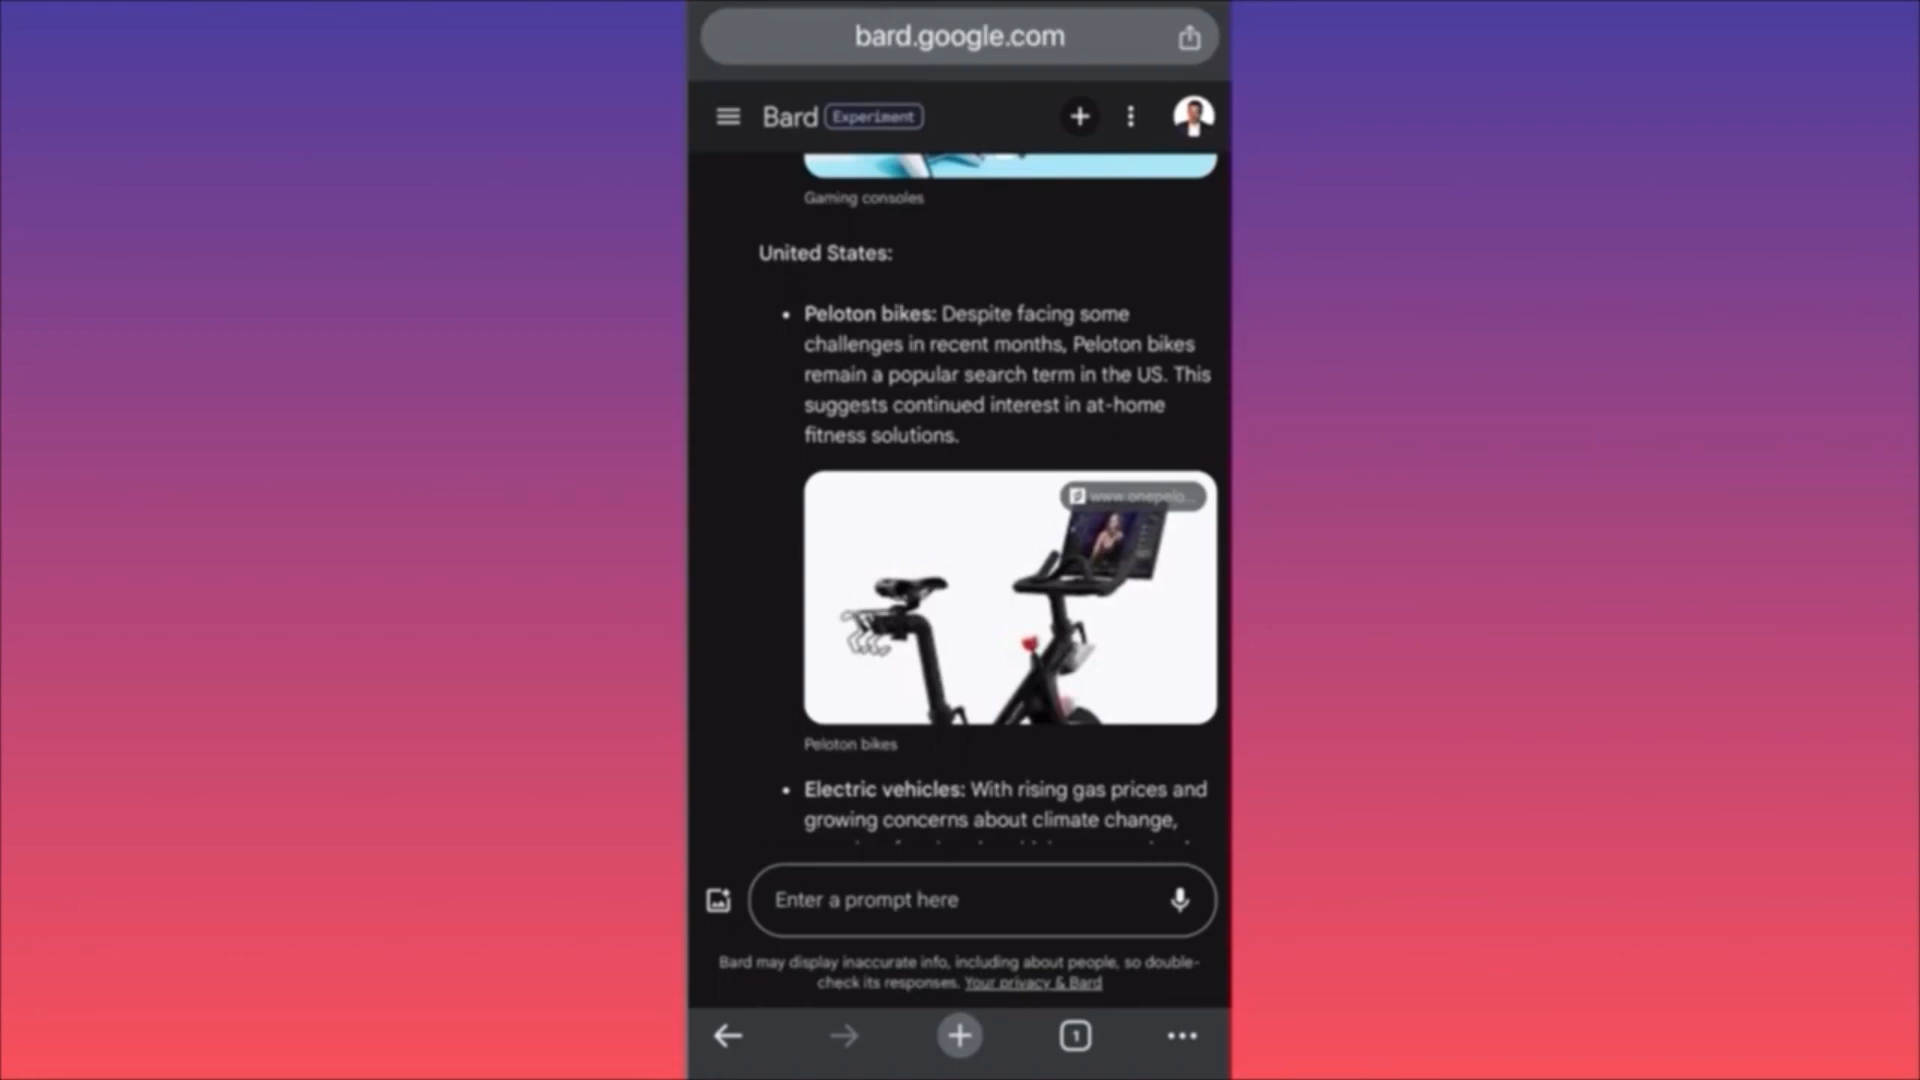 bard.google.com
Bard Experiment
Gaming consoles
United States:
• Peloton bikes: Despite facing some
challenges in recent months, Peloton bikes
remain a popular search term in the US. This
suggests continued interest in at-home
fitness solutions.
www.onepelo...
Peloton bikes
• Electric vehicles: With rising gas prices and
growing concerns about climate change,
Enter a prompt here
Bard may display inaccurate info, including about people, so double-
check its responses. Your privacy & Bard
1